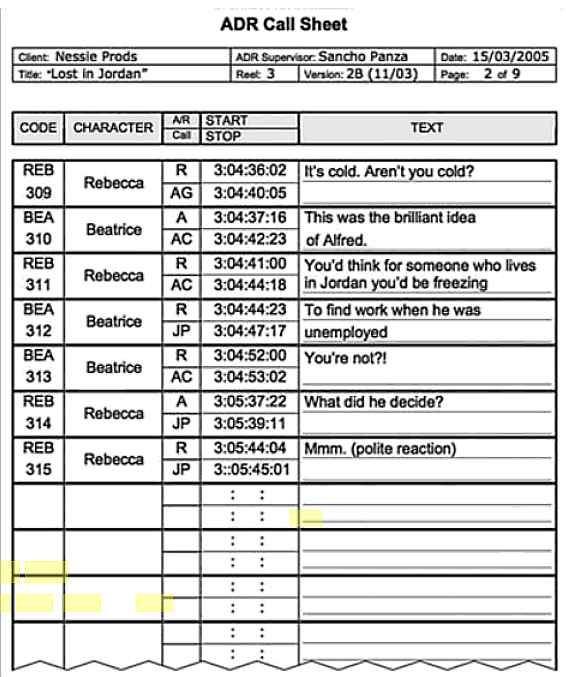 ADR Call Sheet
Client: Nessie Prods ADR Supervisor: Sancho Panza Date: 15/03/2005
Title: "Lost in Jordan" Reel: 3 Version: 2B (11/03) Page: 2 of 9
CODE CHARACTER A/R START TEXT
Call STOP
REB Rebecca R 3:04:36:02 It's cold. Aren't you cold?
309 AG 3:04:40:05
BEA Beatrice A 3:04:37:16 This was the brilliant idea
310 AC 3:04:42:23 of Alfred.
REB Rebecca R 3:04:41:00 You'd think for someone who lives
311 AC 3:04:44:18 in Jordan you'd be freezing
BEA Beatrice R 3:04:44:23 To find work when he was
312 JP 3:04:47:17 unemployed
BEA Beatrice R 3:04:52:00 You're not?!
313 AC 3:04:53:02
REB Rebecca A 3:05:37:22 What did he decide?
314 JP 3:05:39:11
REB Rebecca R 3:05:44:04 Mmm. (polite reaction)
315 JP 3::05:45:01
: :
: :
: :
: :
: :
: :
: :
: :